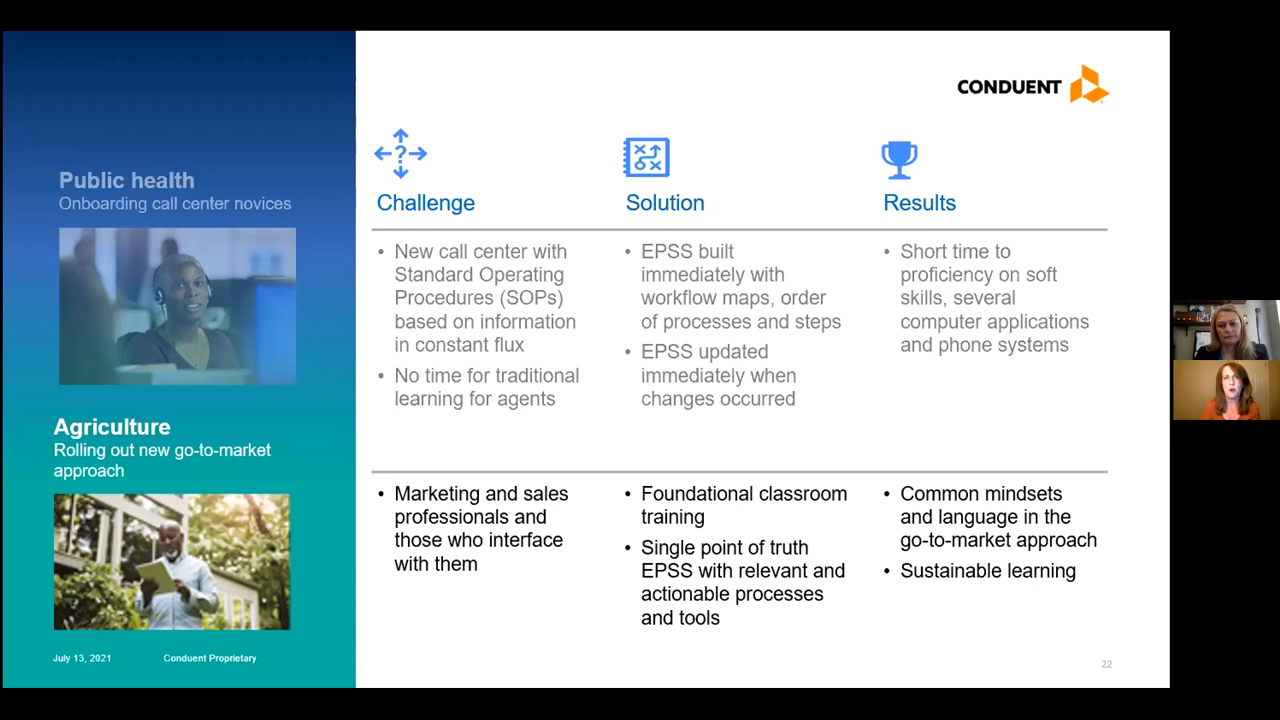 CONDUENT
Public health
Onboarding call center novices
Agriculture
Rolling out new go-to-market
approach
July 13, 2021
Conduent Proprietary
?
Challenge
Solution
Results
• New call center with
Standard Operating
Procedures (SOPs)
based on information
in constant flux
• No time for traditional
learning for agents
• EPSS built
immediately with
workflow maps, order
of processes and steps
• EPSS updated
immediately when
changes occurred
• Short time to
proficiency on soft
skills, several
computer applications
and phone systems
• Marketing and sales
professionals and
those who interface
with them
• Foundational classroom
training
• Single point of truth
EPSS with relevant and
actionable processes
and tools
• Common mindsets
and language in the
go-to-market approach
• Sustainable learning
22